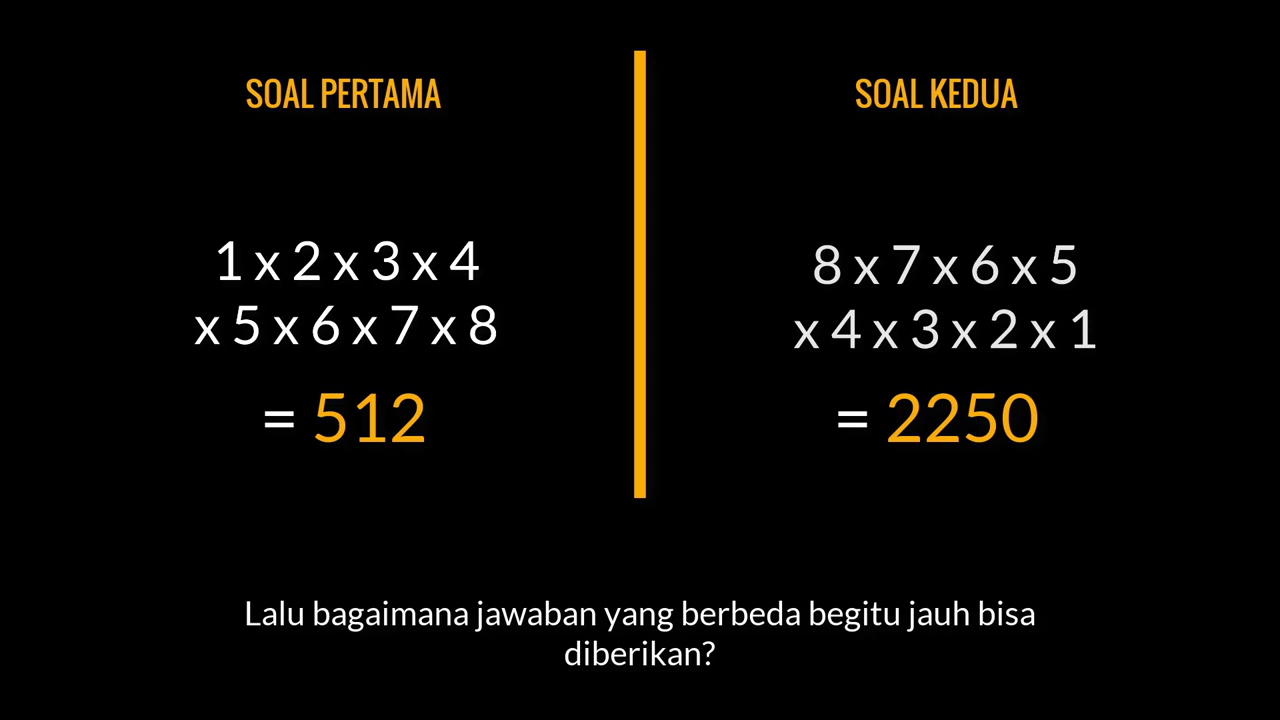 SOAL PERTAMA
1 x 2 x 3 x 4
x 5 x 6 x 7 x 8
= 512
SOAL KEDUA
8 x 7 x 6 x 5
x 4 x 3 x 2 x 1
= 2250
Lalu bagaimana jawaban yang berbeda begitu jauh bisa
diberikan?